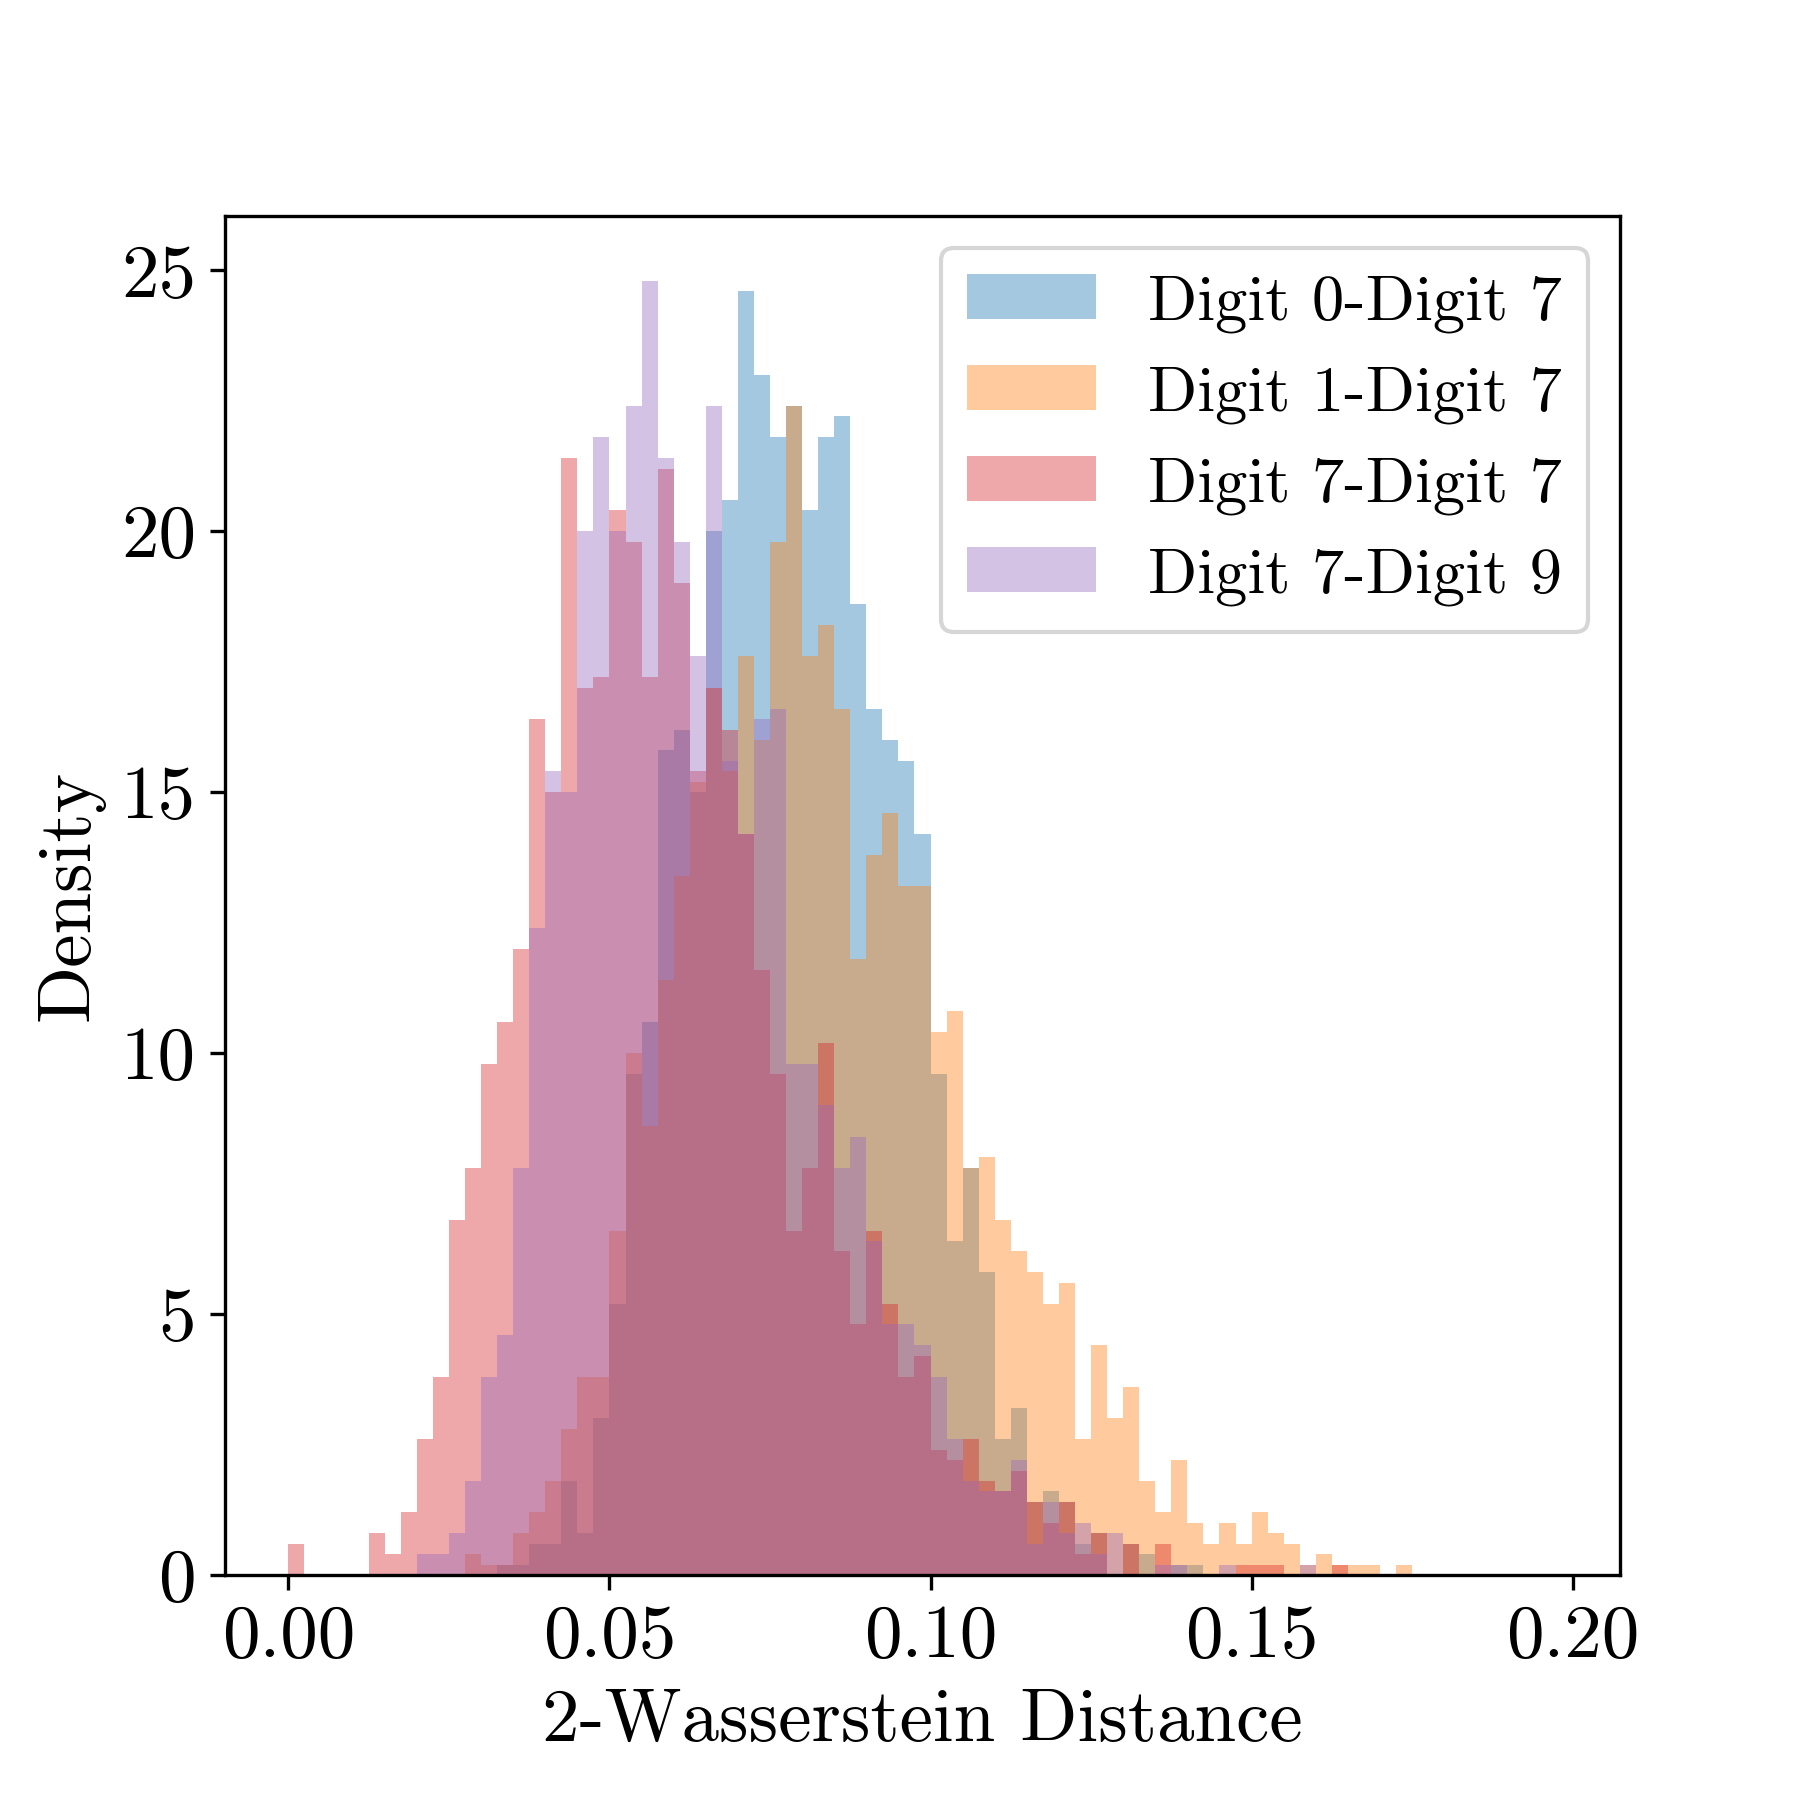 25
20
15
10
5
0
Density
0.00 0.05 0.10 0.15 0.20
2-Wasserstein Distance
Digit 0-Digit 7
Digit 1-Digit 7
Digit 7-Digit 7
Digit 7-Digit 9